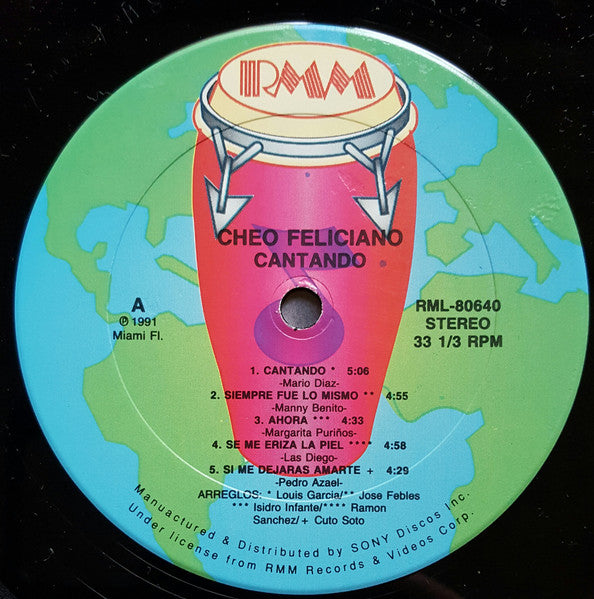 RMM
CHEO FELICIANO
CANTANDO
A
℗ 1991
Miami Fl.
RML-80640
STEREO
33 1/3 RPM
1. CANTANDO * 5:06
-Mario Diaz-
2. SIEMPRE FUE LO MISMO ** 4:55
-Manny Benito-
3. AHORA *** 4:33
-Margarita Puriños-
4. SE ME ERIZA LA PIEL **** 4:58
-Las Diego-
5. SI ME DEJARAS AMARTE + 4:29
-Pedro Azael-
ARREGLOS: * Louis Garcia/** Jose Febles
*** Isidro Infante/**** Ramon
Sanchez/+ Cuto Soto
Manuactured & Distributed by SONY Discos Inc.
Under license from RMM Records & Videos Corp.